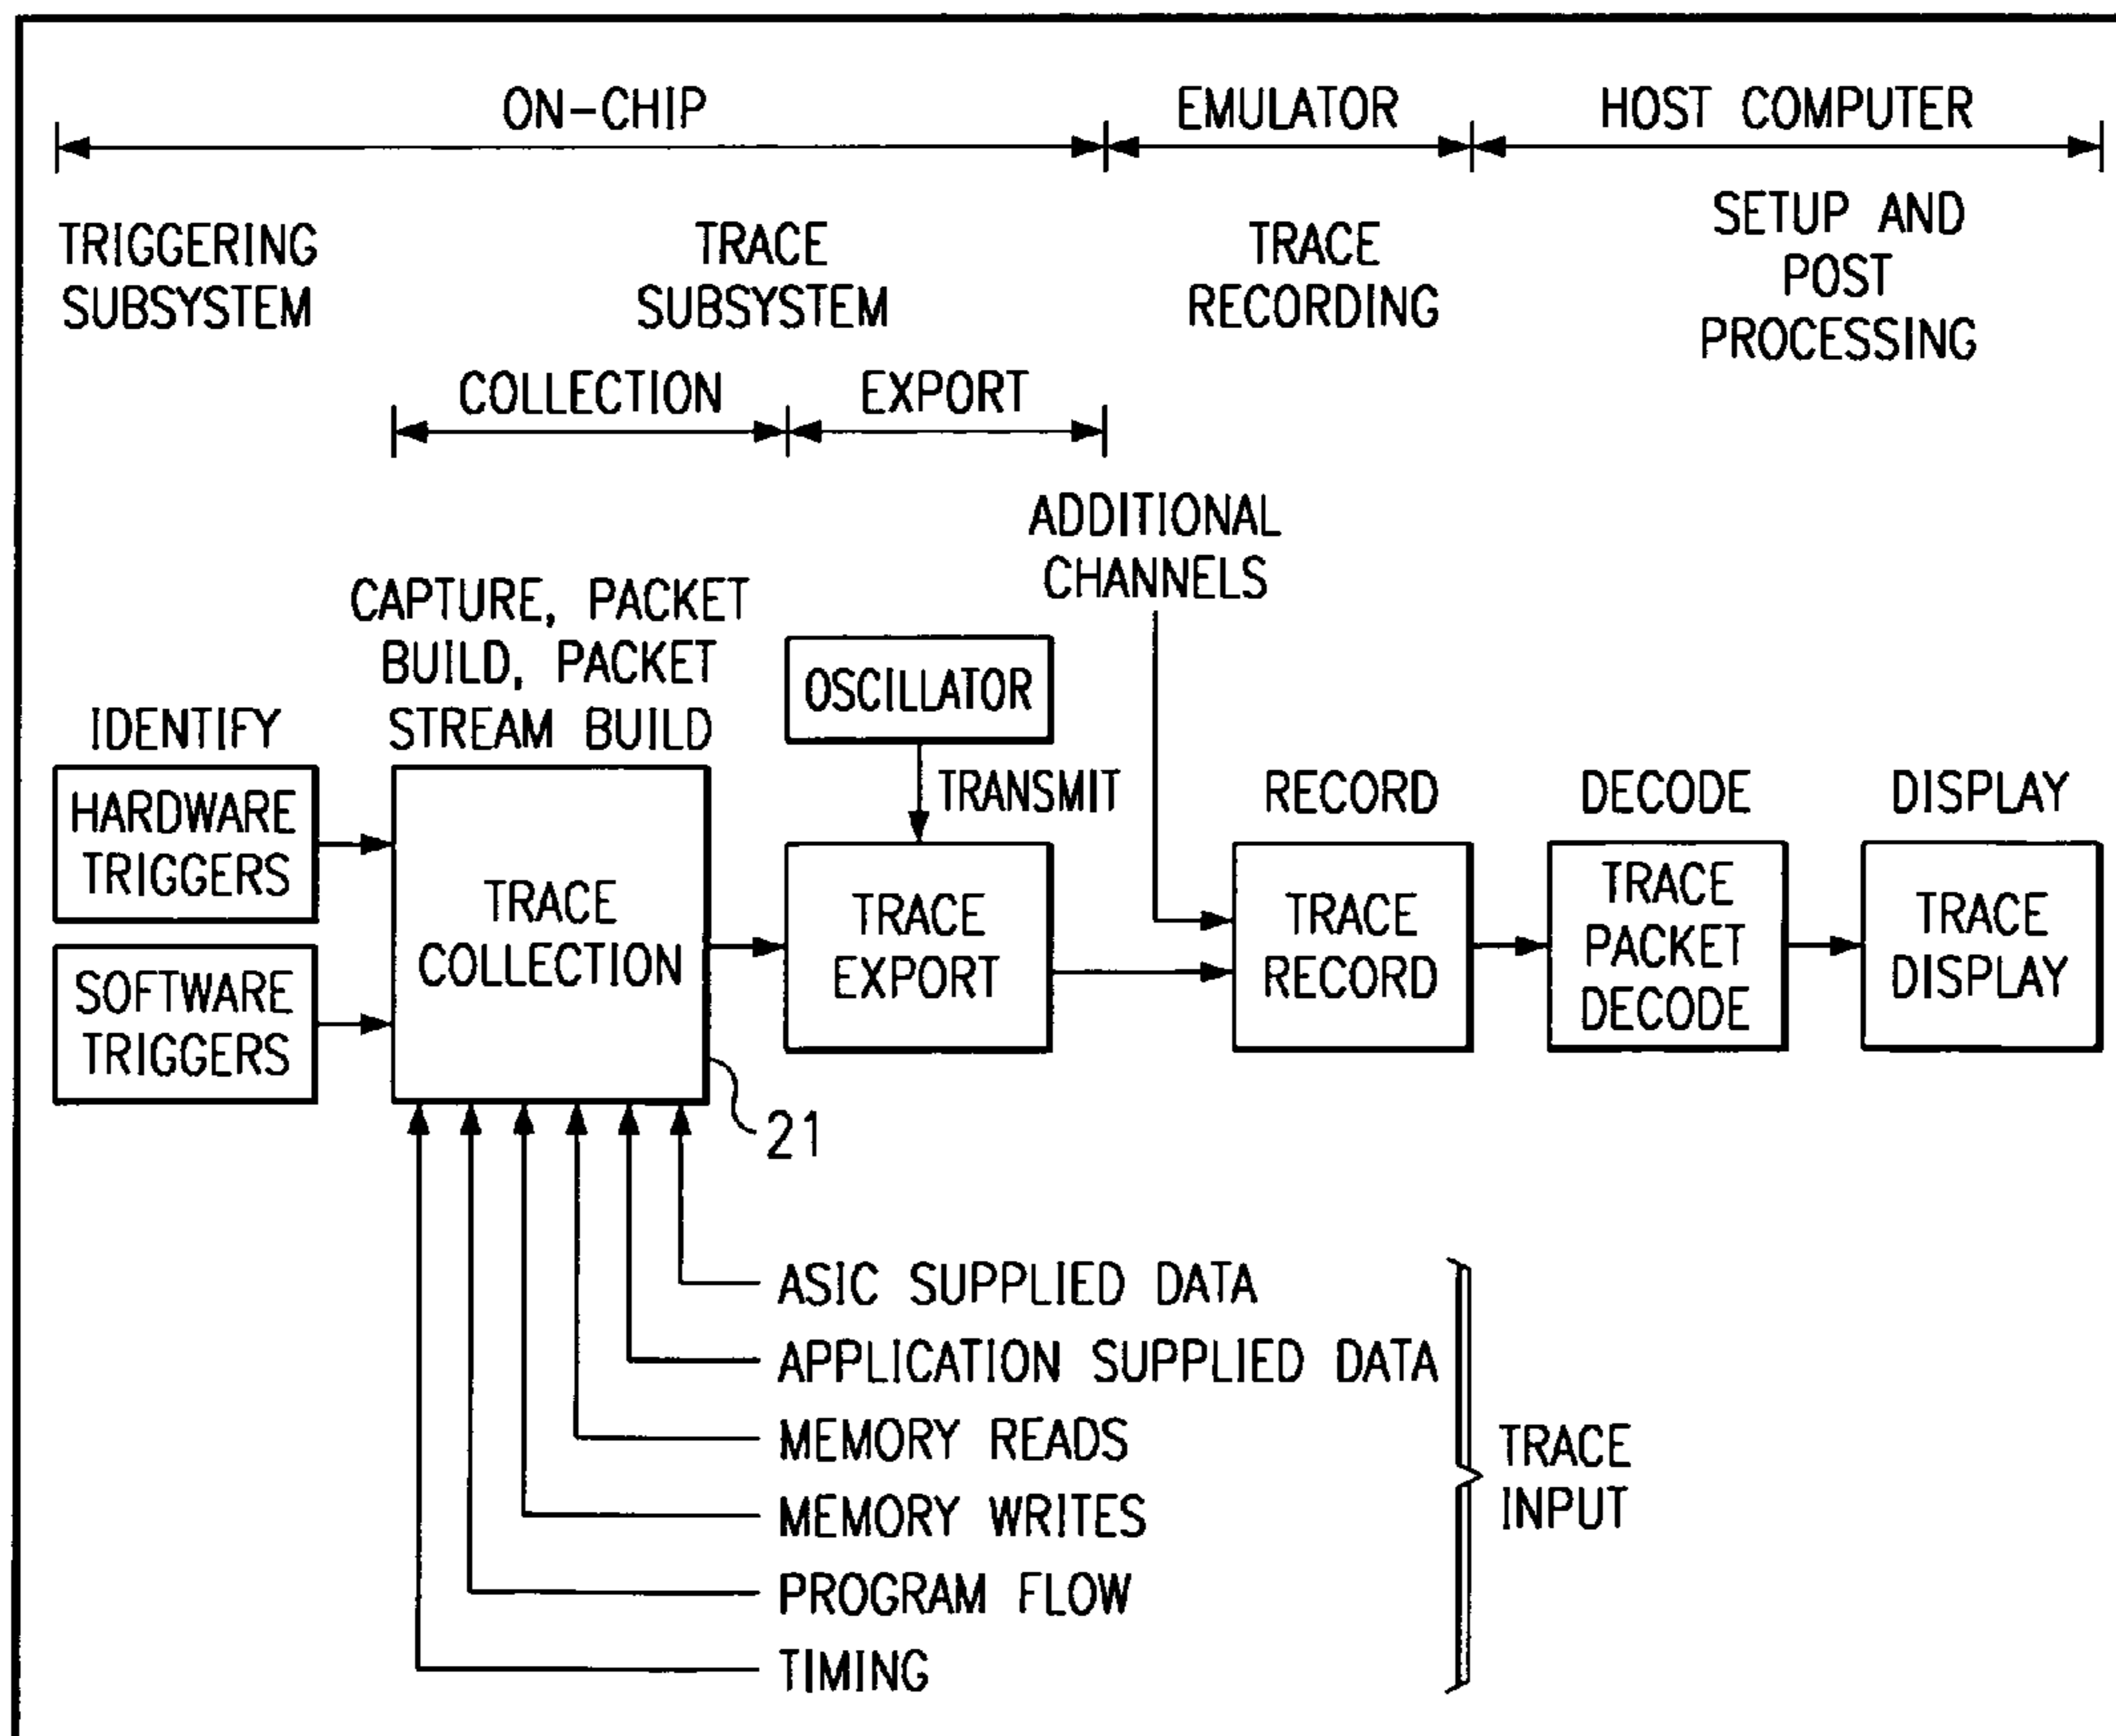 ON-CHIP
EMULATOR
HOST COMPUTER
TRIGGERING
SUBSYSTEM
TRACE
SUBSYSTEM
TRACE
RECORDING
SETUP AND
POST
PROCESSING
COLLECTION
EXPORT
ADDITIONAL
CHANNELS
CAPTURE, PACKET
BUILD, PACKET
STREAM BUILD
OSCILLATOR
IDENTIFY
TRANSMIT
RECORD
DECODE
DISPLAY
HARDWARE
TRIGGERS
SOFTWARE
TRIGGERS
TRACE
COLLECTION
TRACE
EXPORT
TRACE
RECORD
TRACE
PACKET
DECODE
TRACE
DISPLAY
21
ASIC SUPPLIED DATA
APPLICATION SUPPLIED DATA
MEMORY READS
MEMORY WRITES
PROGRAM FLOW
TIMING
TRACE
INPUT